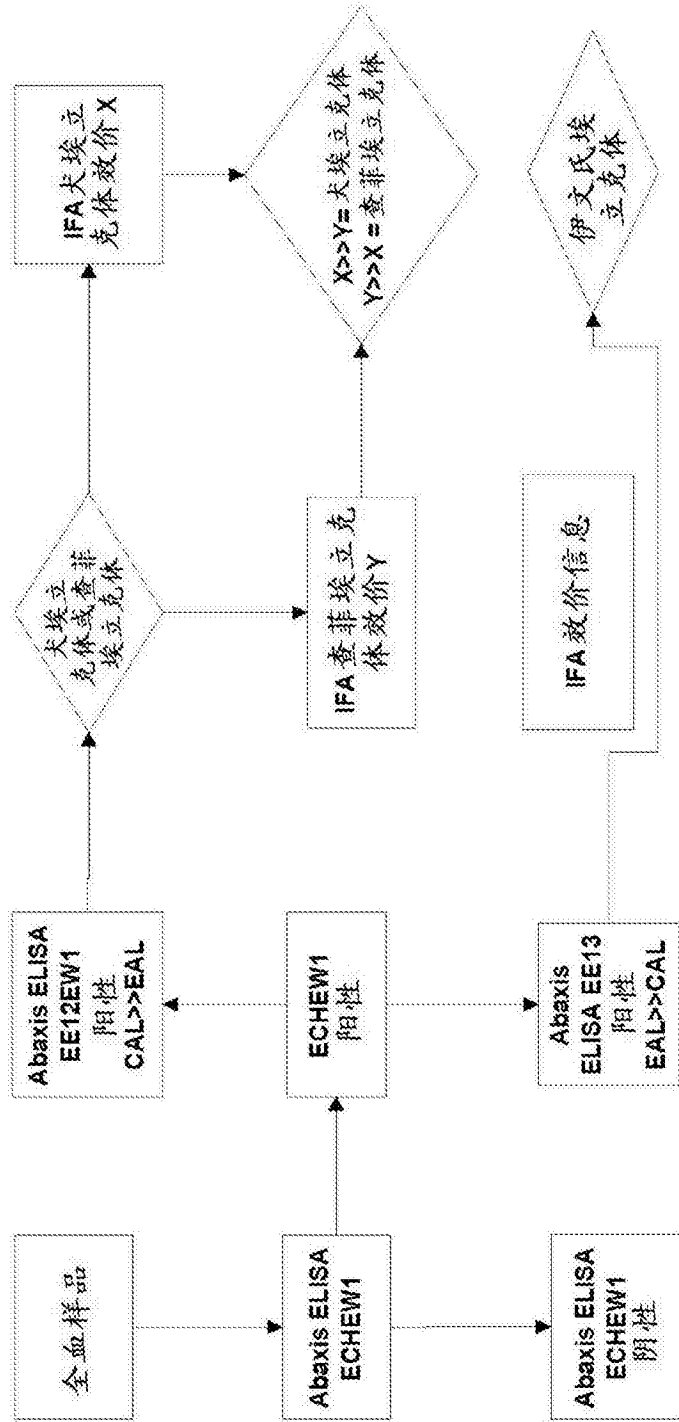 全血样品
Abaxis ELISA
ECHEW1
Abaxis ELISA
ECHEW1
阴性
Abaxis ELISA
EE12EW1
阳性
CAL>>EAL
ECHEW1
阳性
Abaxis
ELISA EE13
阳性
EAL>>CAL
犬埃立
克体或查菲
埃立克体
IFA 查菲埃立克
体效价Y
IFA 效价信息
IFA 犬埃立
克体效价 X
X>>Y= 犬埃立克体
Y>>X = 查菲埃立克体
伊文氏埃
立克体